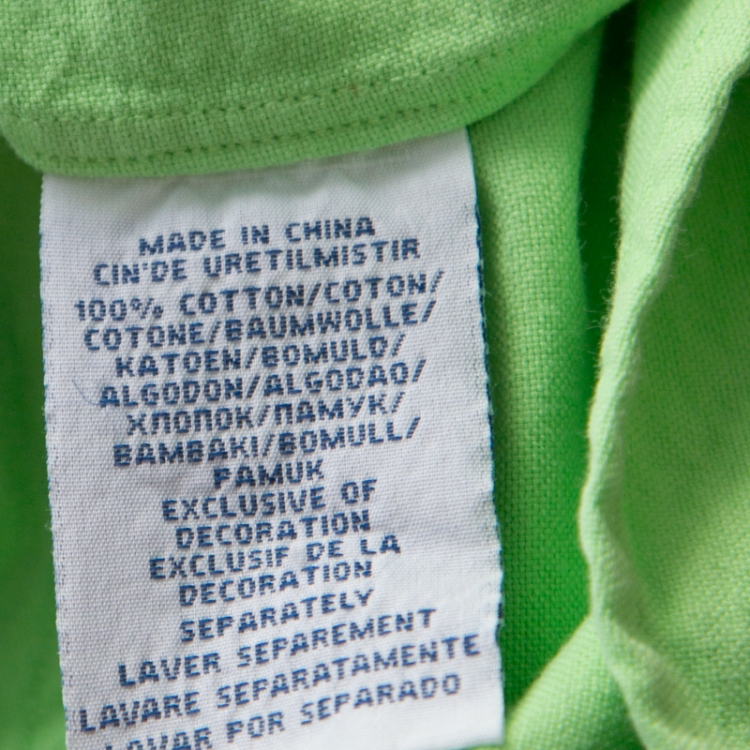 MADE IN CHINA
CIN'DE URETILMISTIR
100% COTTON/COTON/
COTONE/BAUMWOLLE/
KATOEN/BOMULD/
ALGODON/ALGODAO/
ХЛОПОК/ПАМУК/
BAMBAKI/BOMULL/
PAMUK
EXCLUSIVE OF
DECORATION
EXCLUSIF DE LA
DECORATION
SEPARATELY
LAVER SEPAREMENT
LAVARE SEPARATAMENTE
LAVAR POR SEPARADO